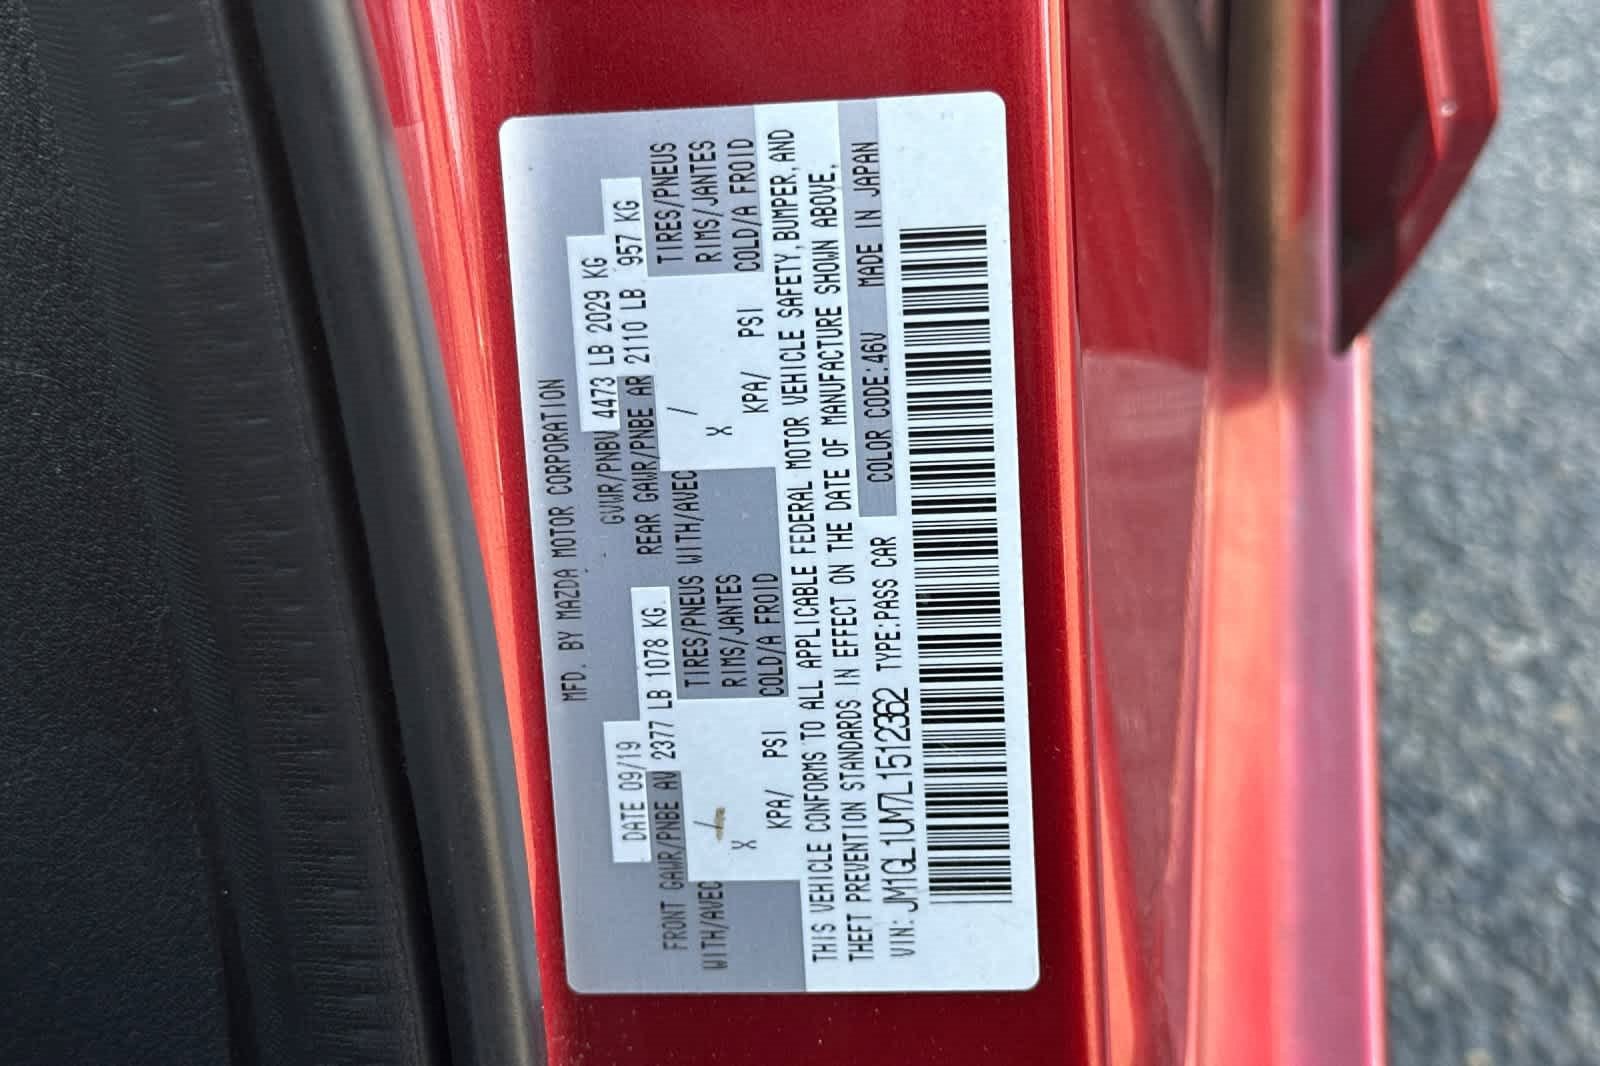 MFD. BY MAZDA MOTOR CORPORATION
DATE 09/19 GVWR/PNBV 4473 LB 2029 KG
FRONT GAWR/PNBE AV 2377 LB 1078 KG REAR GAWR/PNBE AR 2110 LB 957 KG
WITH/AVEC / TIRES/PNEUS WITH/AVEC / TIRES/PNEUS
X RIMS/JANTES X RIMS/JANTES
KPA/ PSI COLD/A FROID KPA/ PSI COLD/A FROID
THIS VEHICLE CONFORMS TO ALL APPLICABLE FEDERAL MOTOR VEHICLE SAFETY, BUMPER, AND
THEFT PREVENTION STANDARDS IN EFFECT ON THE DATE OF MANUFACTURE SHOWN ABOVE.
VIN: JM1GL1UM7L1512362 TYPE:PASS CAR COLOR CODE:46V MADE IN JAPAN